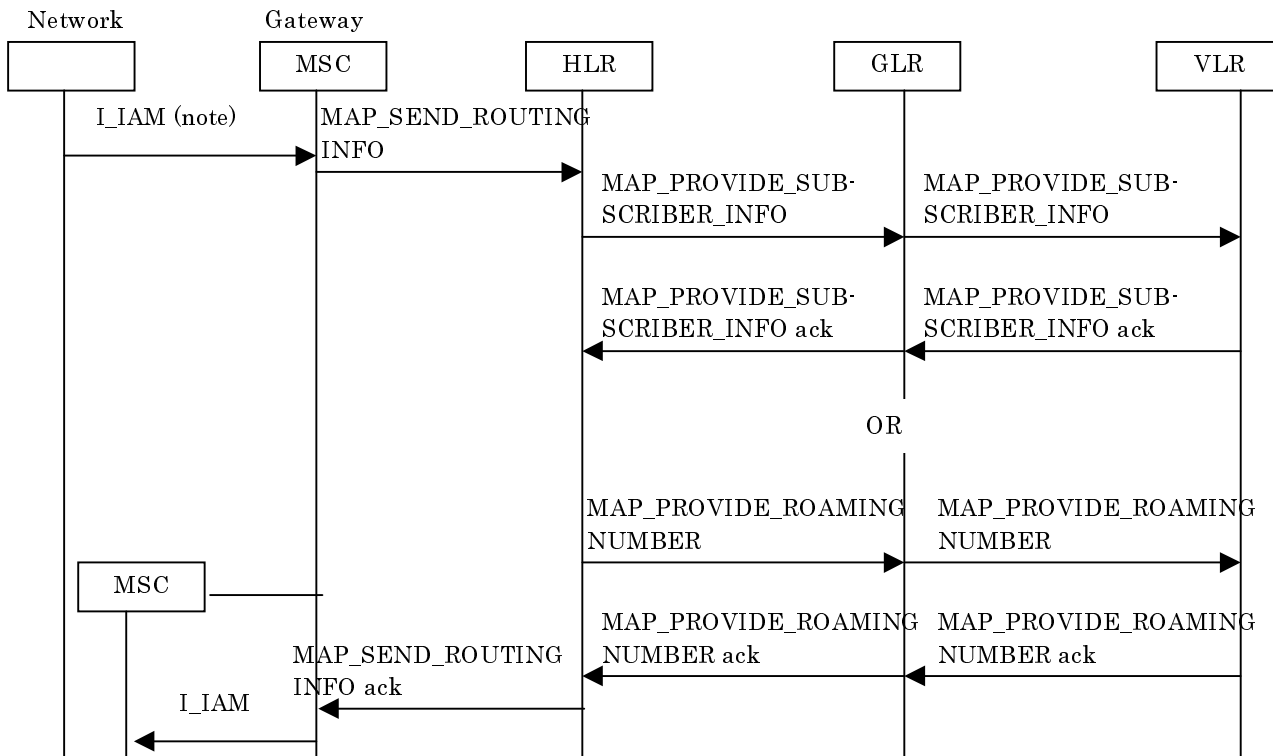 Network
Gateway
MSC
HLR
GLR
VLR
I_IAM (note)
MAP_SEND_ROUTING
INFO
MAP_PROVIDE_SUB-
SCRIBER_INFO
MAP_PROVIDE_SUB-
SCRIBER_INFO
MAP_PROVIDE_SUB-
SCRIBER_INFO ack
MAP_PROVIDE_SUB-
SCRIBER_INFO ack
OR
MAP_PROVIDE_ROAMING
NUMBER
MAP_PROVIDE_ROAMING
NUMBER
MSC
MAP_PROVIDE_ROAMING
NUMBER ack
MAP_PROVIDE_ROAMING
NUMBER ack
MAP_SEND_ROUTING
INFO ack
I_IAM